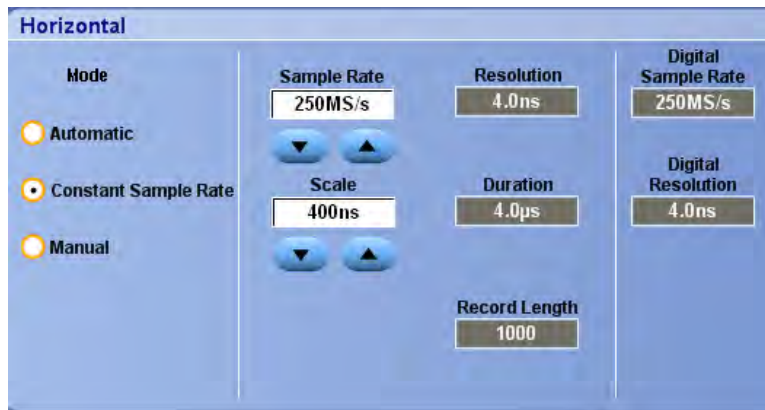 Horizontal
Mode
Automatic
Constant Sample Rate
Manual
Sample Rate
250MS/s
Scale
400ns
Resolution
4.0ns
Duration
4.0µs
Record Length
1000
Digital
Sample Rate
250MS/s
Digital
Resolution
4.0ns